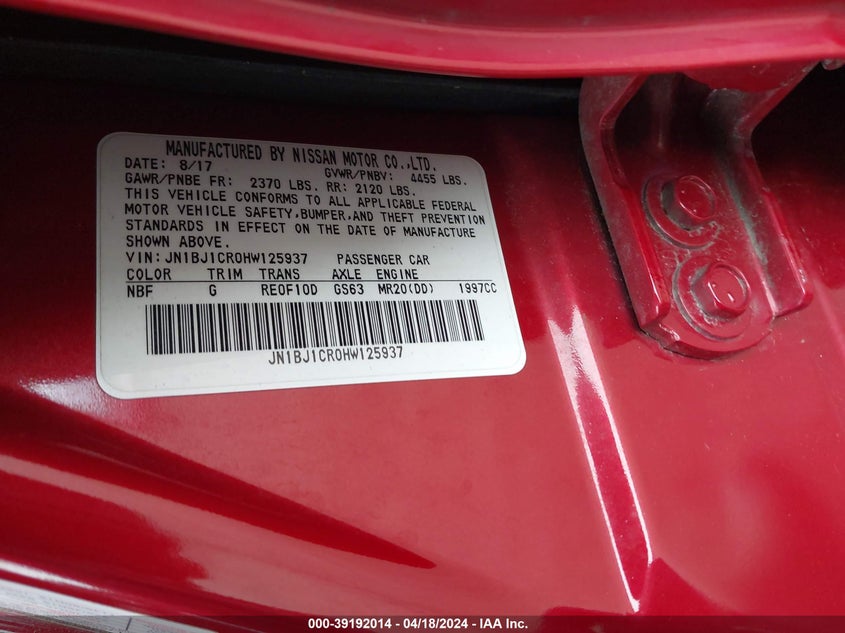 MANUFACTURED BY NISSAN MOTOR CO.,LTD.
DATE: 8/17 GVWR/PNBV: 4455 LBS.
GAWR/PNBE FR: 2370 LBS. RR: 2120 LBS.
THIS VEHICLE CONFORMS TO ALL APPLICABLE FEDERAL
MOTOR VEHICLE SAFETY,BUMPER,AND THEFT PREVENTION
STANDARDS IN EFFECT ON THE DATE OF MANUFACTURE
SHOWN ABOVE.
VIN:JN1BJ1CR0HW125937 PASSENGER CAR
COLOR TRIM TRANS AXLE ENGINE
NBF G RE0F10D GS63 MR20(DD) 1997CC
JN1BJ1CR0HW125937
000-39192014 - 04/18/2024 - IAA Inc.